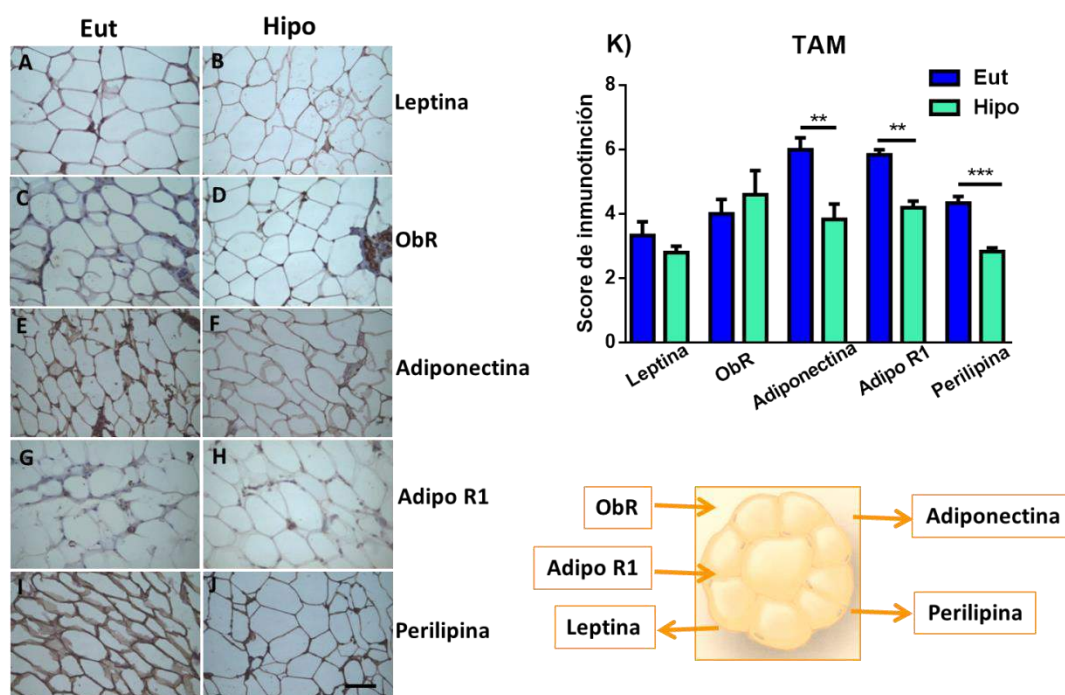 Eut
Hipo
A
B
Leptina
C
D
ObR
E
F
Adiponectina
G
H
Adipo R1
I
J
Perilipina
K)
TAM
Eut
Hipo
Score de inmunotinción
8
6
4
2
0
**
**
***
Leptina
ObR
Adiponectina
Adipo R1
Perilipina
ObR
Adiponectina
Adipo R1
Leptina
Perilipina